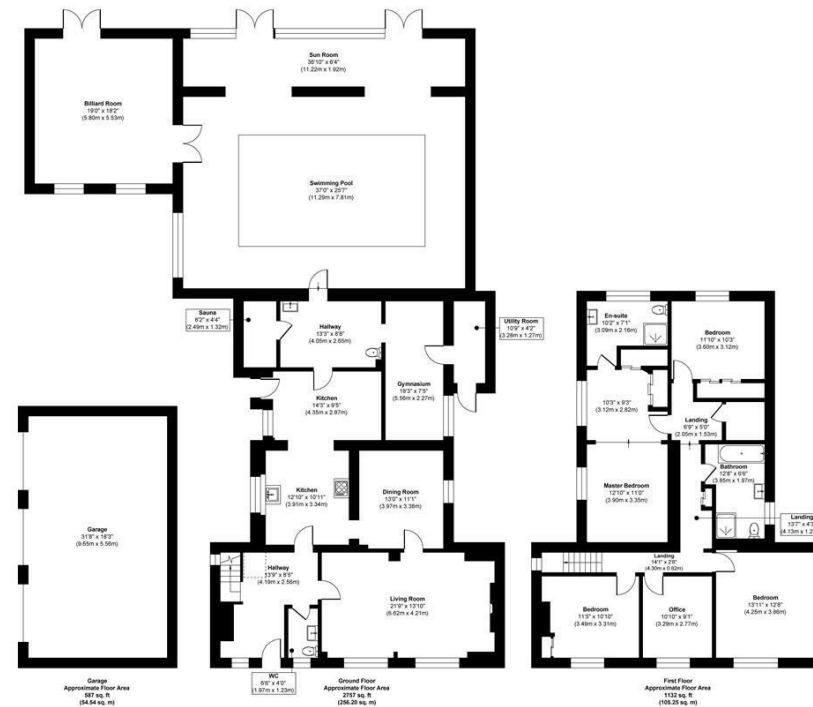 Sun Room
36'10" x 6'4"
(11.22m x 1.92m)
Billiard Room
19'0" x 18'2"
(5.80m x 5.53m)
Swimming Pool
37'0" x 25'7"
(11.29m x 7.81m)
Sauna
8'2" x 4'4"
(2.49m x 1.32m)
Hallway
13'3" x 8'8"
(4.05m x 2.65m)
Utility Room
10'9" x 4'2"
(3.28m x 1.27m)
Gymnasium
18'3" x 7'5"
(5.56m x 2.27m)
Kitchen
14'3" x 9'5"
(4.35m x 2.87m)
Kitchen
12'10" x 10'11"
(3.91m x 3.34m)
Dining Room
13'0" x 11'1"
(3.97m x 3.38m)
Hallway
13'9" x 8'5"
(4.19m x 2.56m)
Living Room
21'9" x 13'10"
(6.62m x 4.21m)
WC
6'6" x 4'0"
(1.97m x 1.23m)
Garage
31'8" x 18'3"
(9.65m x 5.56m)
Garage
Approximate Floor Area
587 sq. ft
(54.54 sq. m)
Ground Floor
Approximate Floor Area
2757 sq. ft
(256.20 sq. m)
En-suite
10'2" x 7'1"
(3.09m x 2.16m)
Bedroom
11'10" x 10'3"
(3.60m x 3.12m)
10'3" x 9'3"
(3.12m x 2.82m)
Landing
6'9" x 5'0"
(2.05m x 1.53m)
Bathroom
12'8" x 6'6"
(3.85m x 1.97m)
Master Bedroom
12'10" x 11'0"
(3.90m x 3.35m)
Landing
13'7" x 4'
(4.13m x 1.2
Landing
14'1" x 2'8"
(4.30m x 0.82m)
Bedroom
11'5" x 10'10"
(3.49m x 3.31m)
Office
10'10" x 9'1"
(3.29m x 2.77m)
Bedroom
13'11" x 12'8"
(4.25m x 3.86m)
First Floor
Approximate Floor Area
1132 sq. ft
(105.25 sq. m)